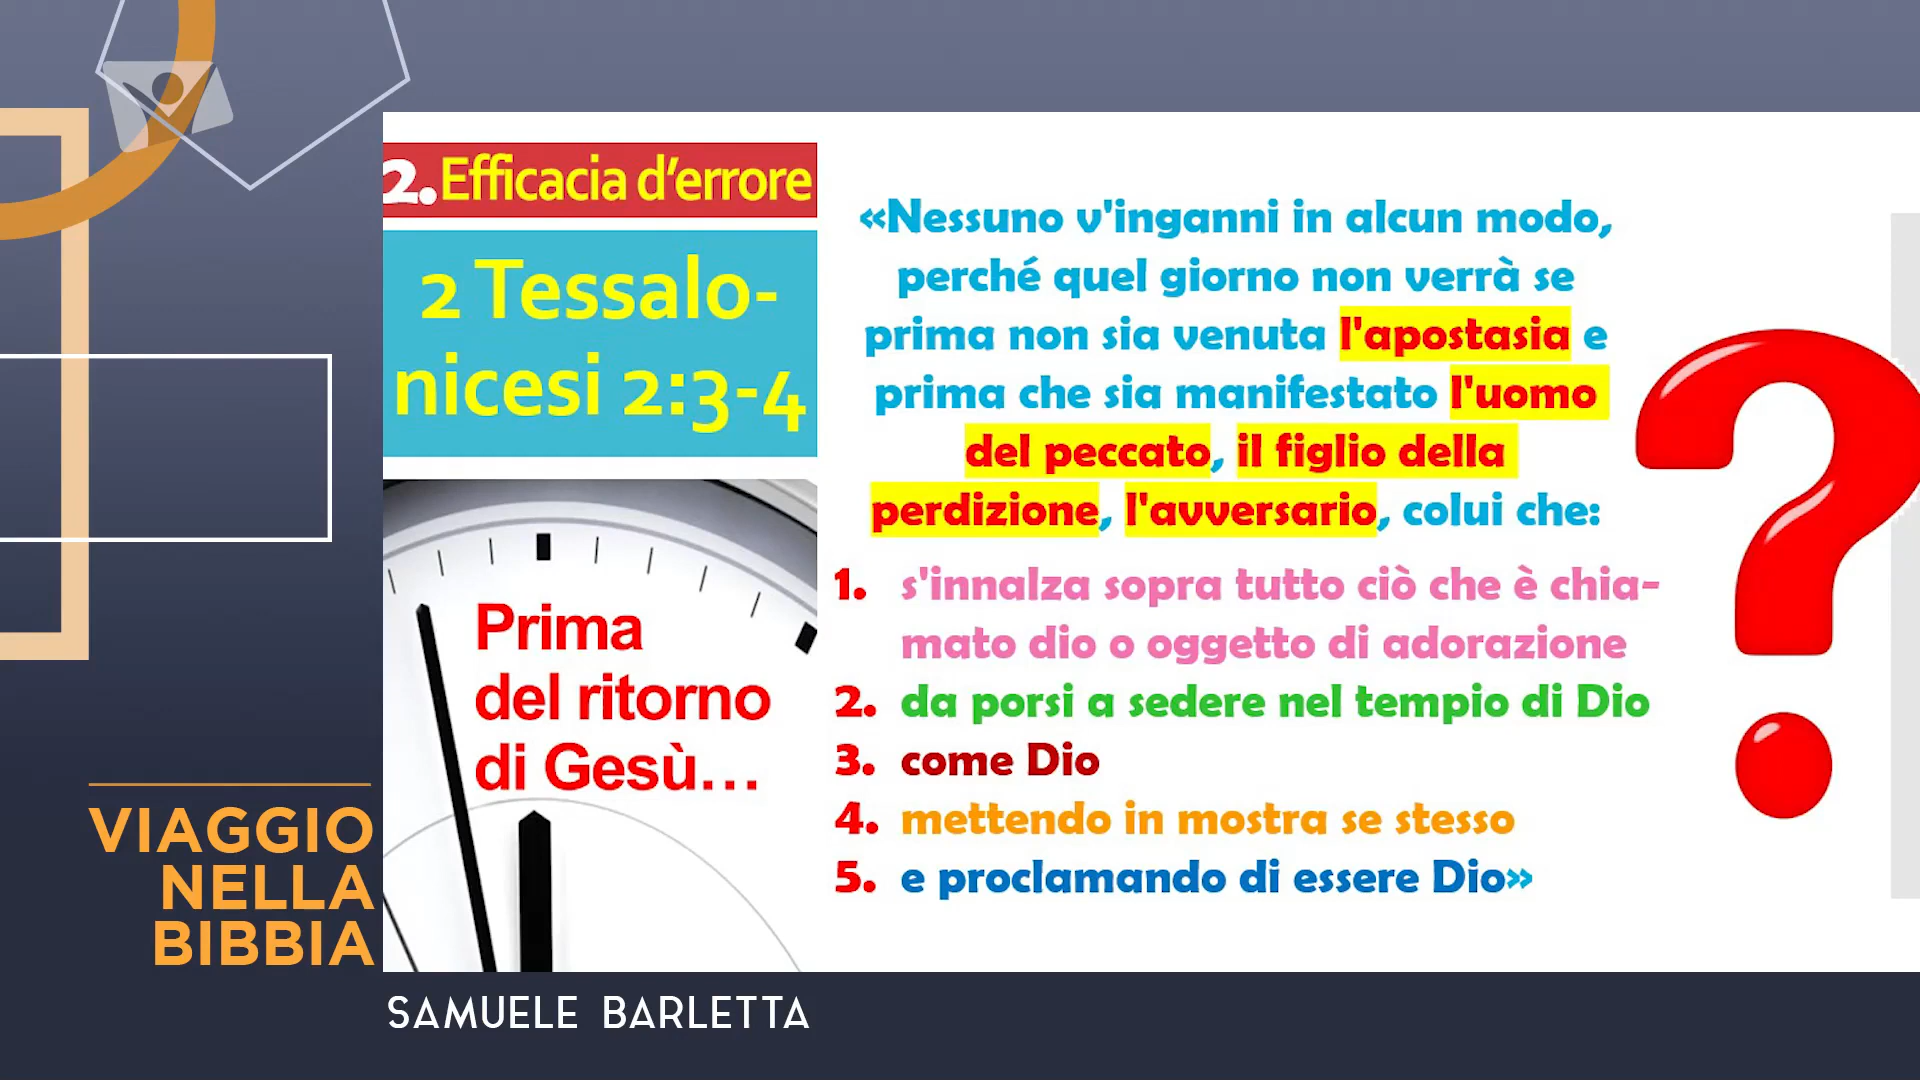 2. Efficacia d'errore
2 Tessalo-
nicesi 2:3-4
Prima
del ritorno
di Gesù...
«Nessuno v'inganni in alcun modo,
perché quel giorno non verrà se
prima non sia venuta l'apostasia e
prima che sia manifestato l'uomo
del peccato, il figlio della
perdizione, l'avversario, colui che:
1. s'innalza sopra tutto ciò che è chia-
mato dio o oggetto di adorazione
2. da porsi a sedere nel tempio di Dio
3. come Dio
4. mettendo in mostra se stesso
5. e proclamando di essere Dio»
?
VIAGGIO
NELLA
BIBBIA
SAMUELE BARLETTA